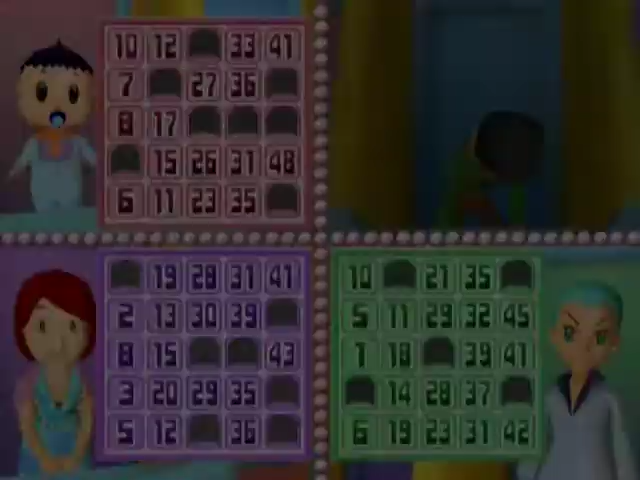 10 12 33 41
7 27 36
8 17
15 26 31 48
6 11 23 35
19 28 31 41
2 13 30 39
8 15 43
3 20 29 35
5 12 36
10 21 35
5 11 29 32 45
1 18 39 41
14 28 37
6 19 23 31 42